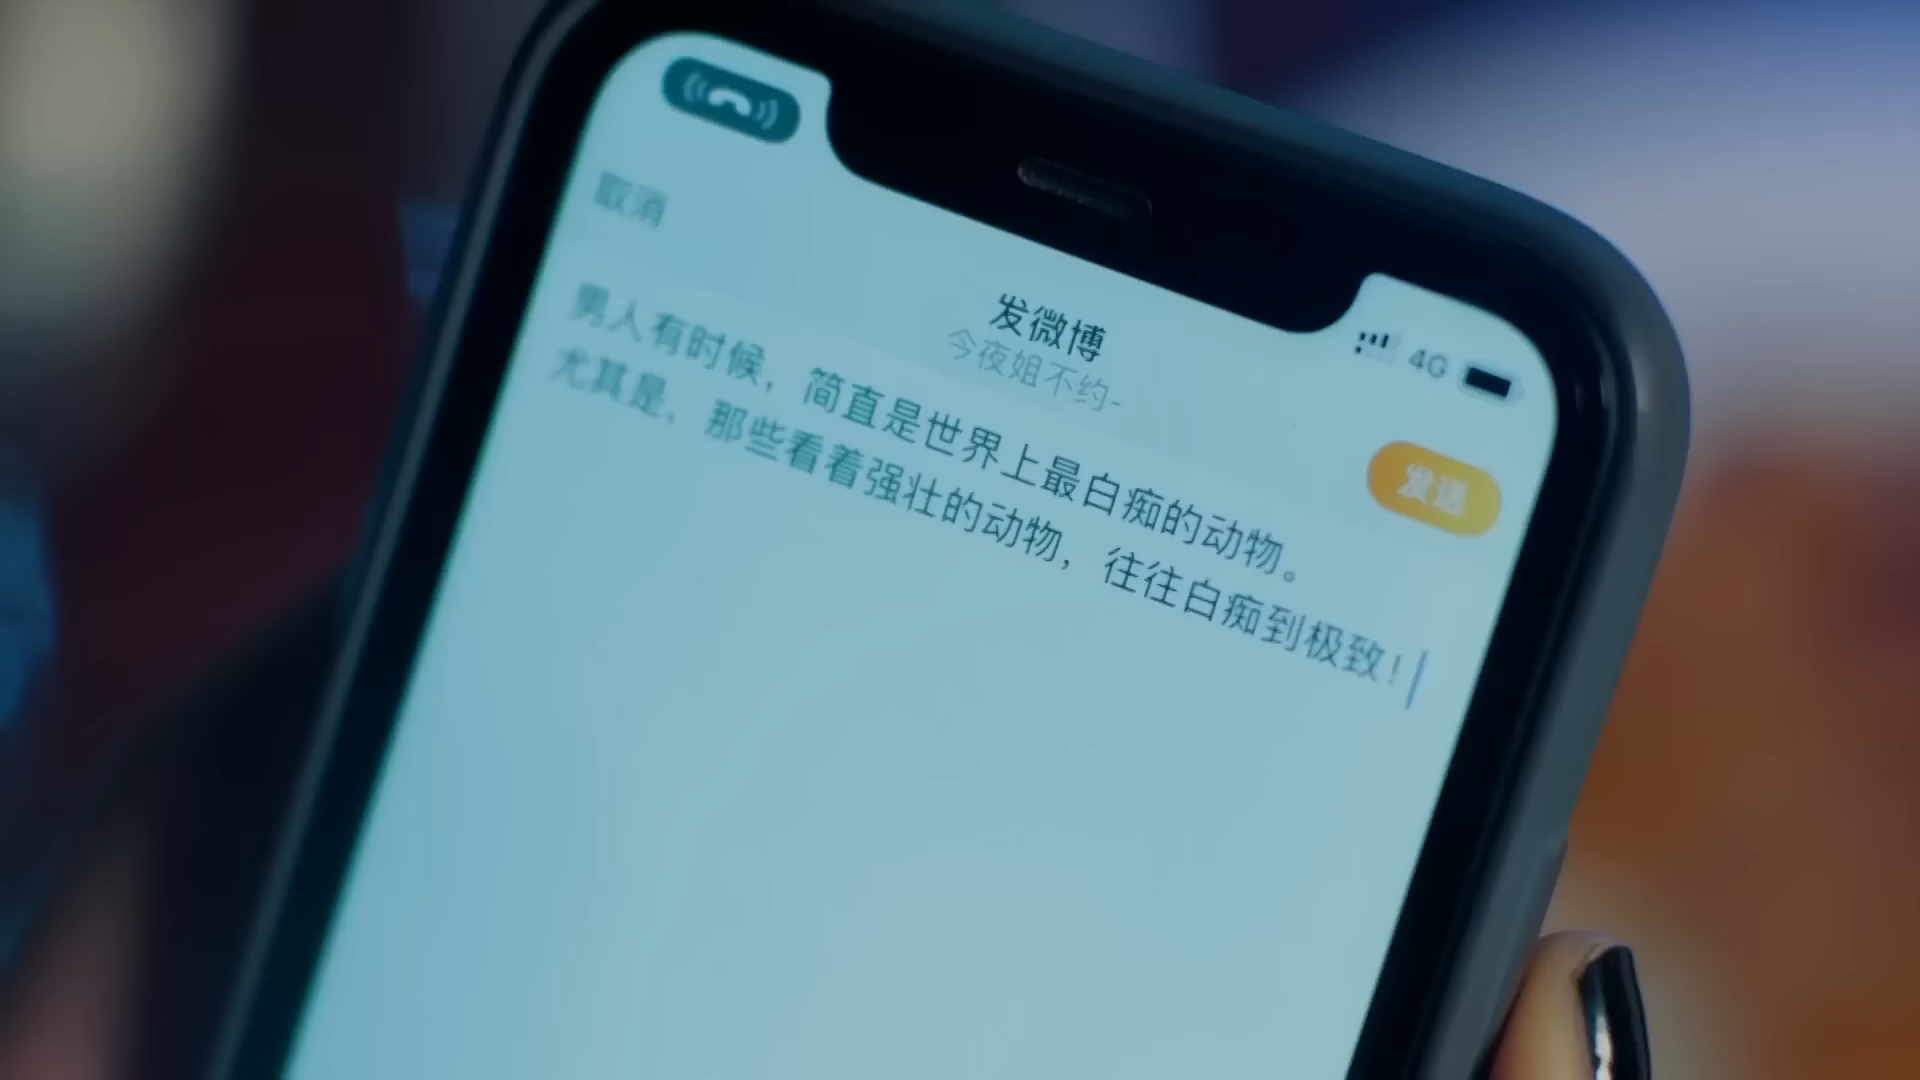 取消
发微博
今夜姐不约-
4G
发送
男人有时候，简直是世界上最白痴的动物。
尤其是，那些看着强壮的动物，往往白痴到极致！